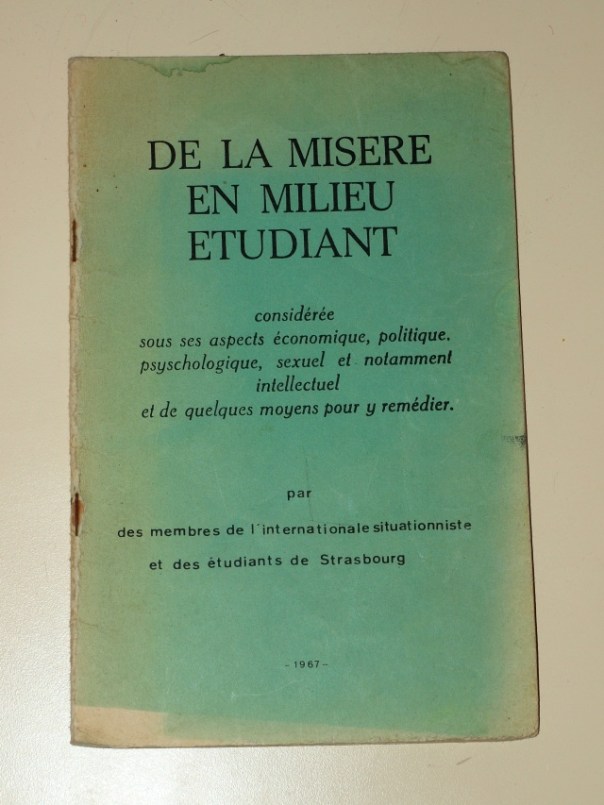 DE LA MISERE
EN MILIEU
ETUDIANT
considérée
sous ses aspects économique, politique.
psyschologique, sexuel et notamment
intellectuel
et de quelques moyens pour y remédier.
par
des membres de l'internationale situationniste
et des étudiants de Strasbourg
- 1967 -